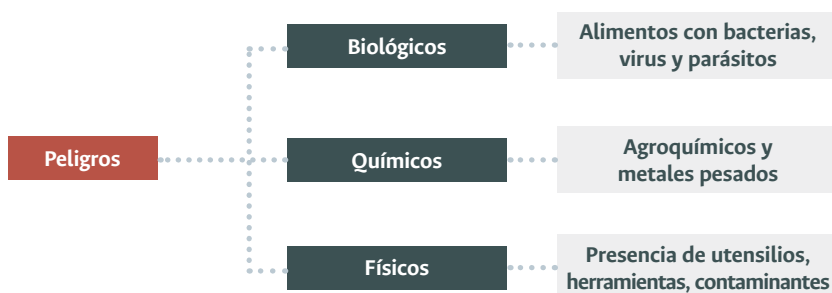 Peligros
Biológicos
Alimentos con bacterias,
virus y parásitos
Químicos
Agroquímicos y
metales pesados
Físicos
Presencia de utensilios,
herramientas, contaminantes